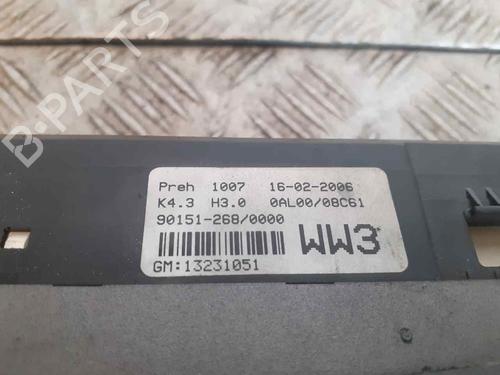 B-PARTS
Preh 1007 16-02-2006
K4.3 H3.0 0AL00/08C61
90151-268/0000
WW3
GM:13231051